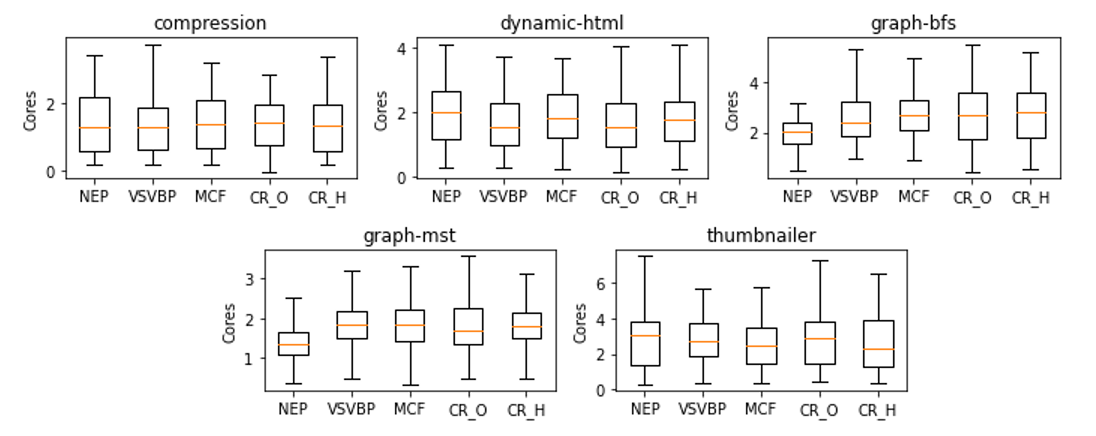 compression
Cores
2
0
NEP VSVBP MCF CR_O CR_H
dynamic-html
Cores
4
2
0
NEP VSVBP MCF CR_O CR_H
graph-bfs
Cores
4
2
NEP VSVBP MCF CR_O CR_H
graph-mst
Cores
3
2
1
NEP VSVBP MCF CR_O CR_H
thumbnailer
Cores
6
4
2
0
NEP VSVBP MCF CR_O CR_H